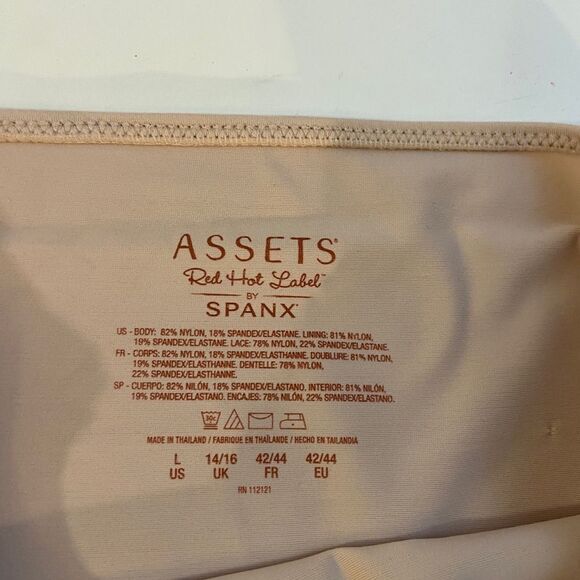 ASSETS®
Red Hot Label™
BY
SPANX®
US - BODY: 82% NYLON, 18% SPANDEX/ELASTANE. LINING: 81% NYLON,
19% SPANDEX/ELASTANE. LACE: 78% NYLON, 22% SPANDEX/ELASTANE.
FR - CORPS: 82% NYLON, 18% SPANDEX/ELASTHANNE. DOUBLURE: 81% NYLON,
19% SPANDEX/ELASTHANNE. DENTELLE: 78% NYLON,
22% SPANDEX/ELASTHANNE.
SP - CUERPO: 82% NILÓN, 18% SPANDEX/ELASTANO. INTERIOR: 81% NILÓN,
19% SPANDEX/ELASTANO. ENCAJES: 78% NILÓN, 22% SPANDEX/ELASTANO.
30C
MADE IN THAILAND / FABRIQUE EN THAÏLANDE / HECHO EN TAILANDIA
L 14/16 42/44 42/44
US UK FR EU
RN 112121